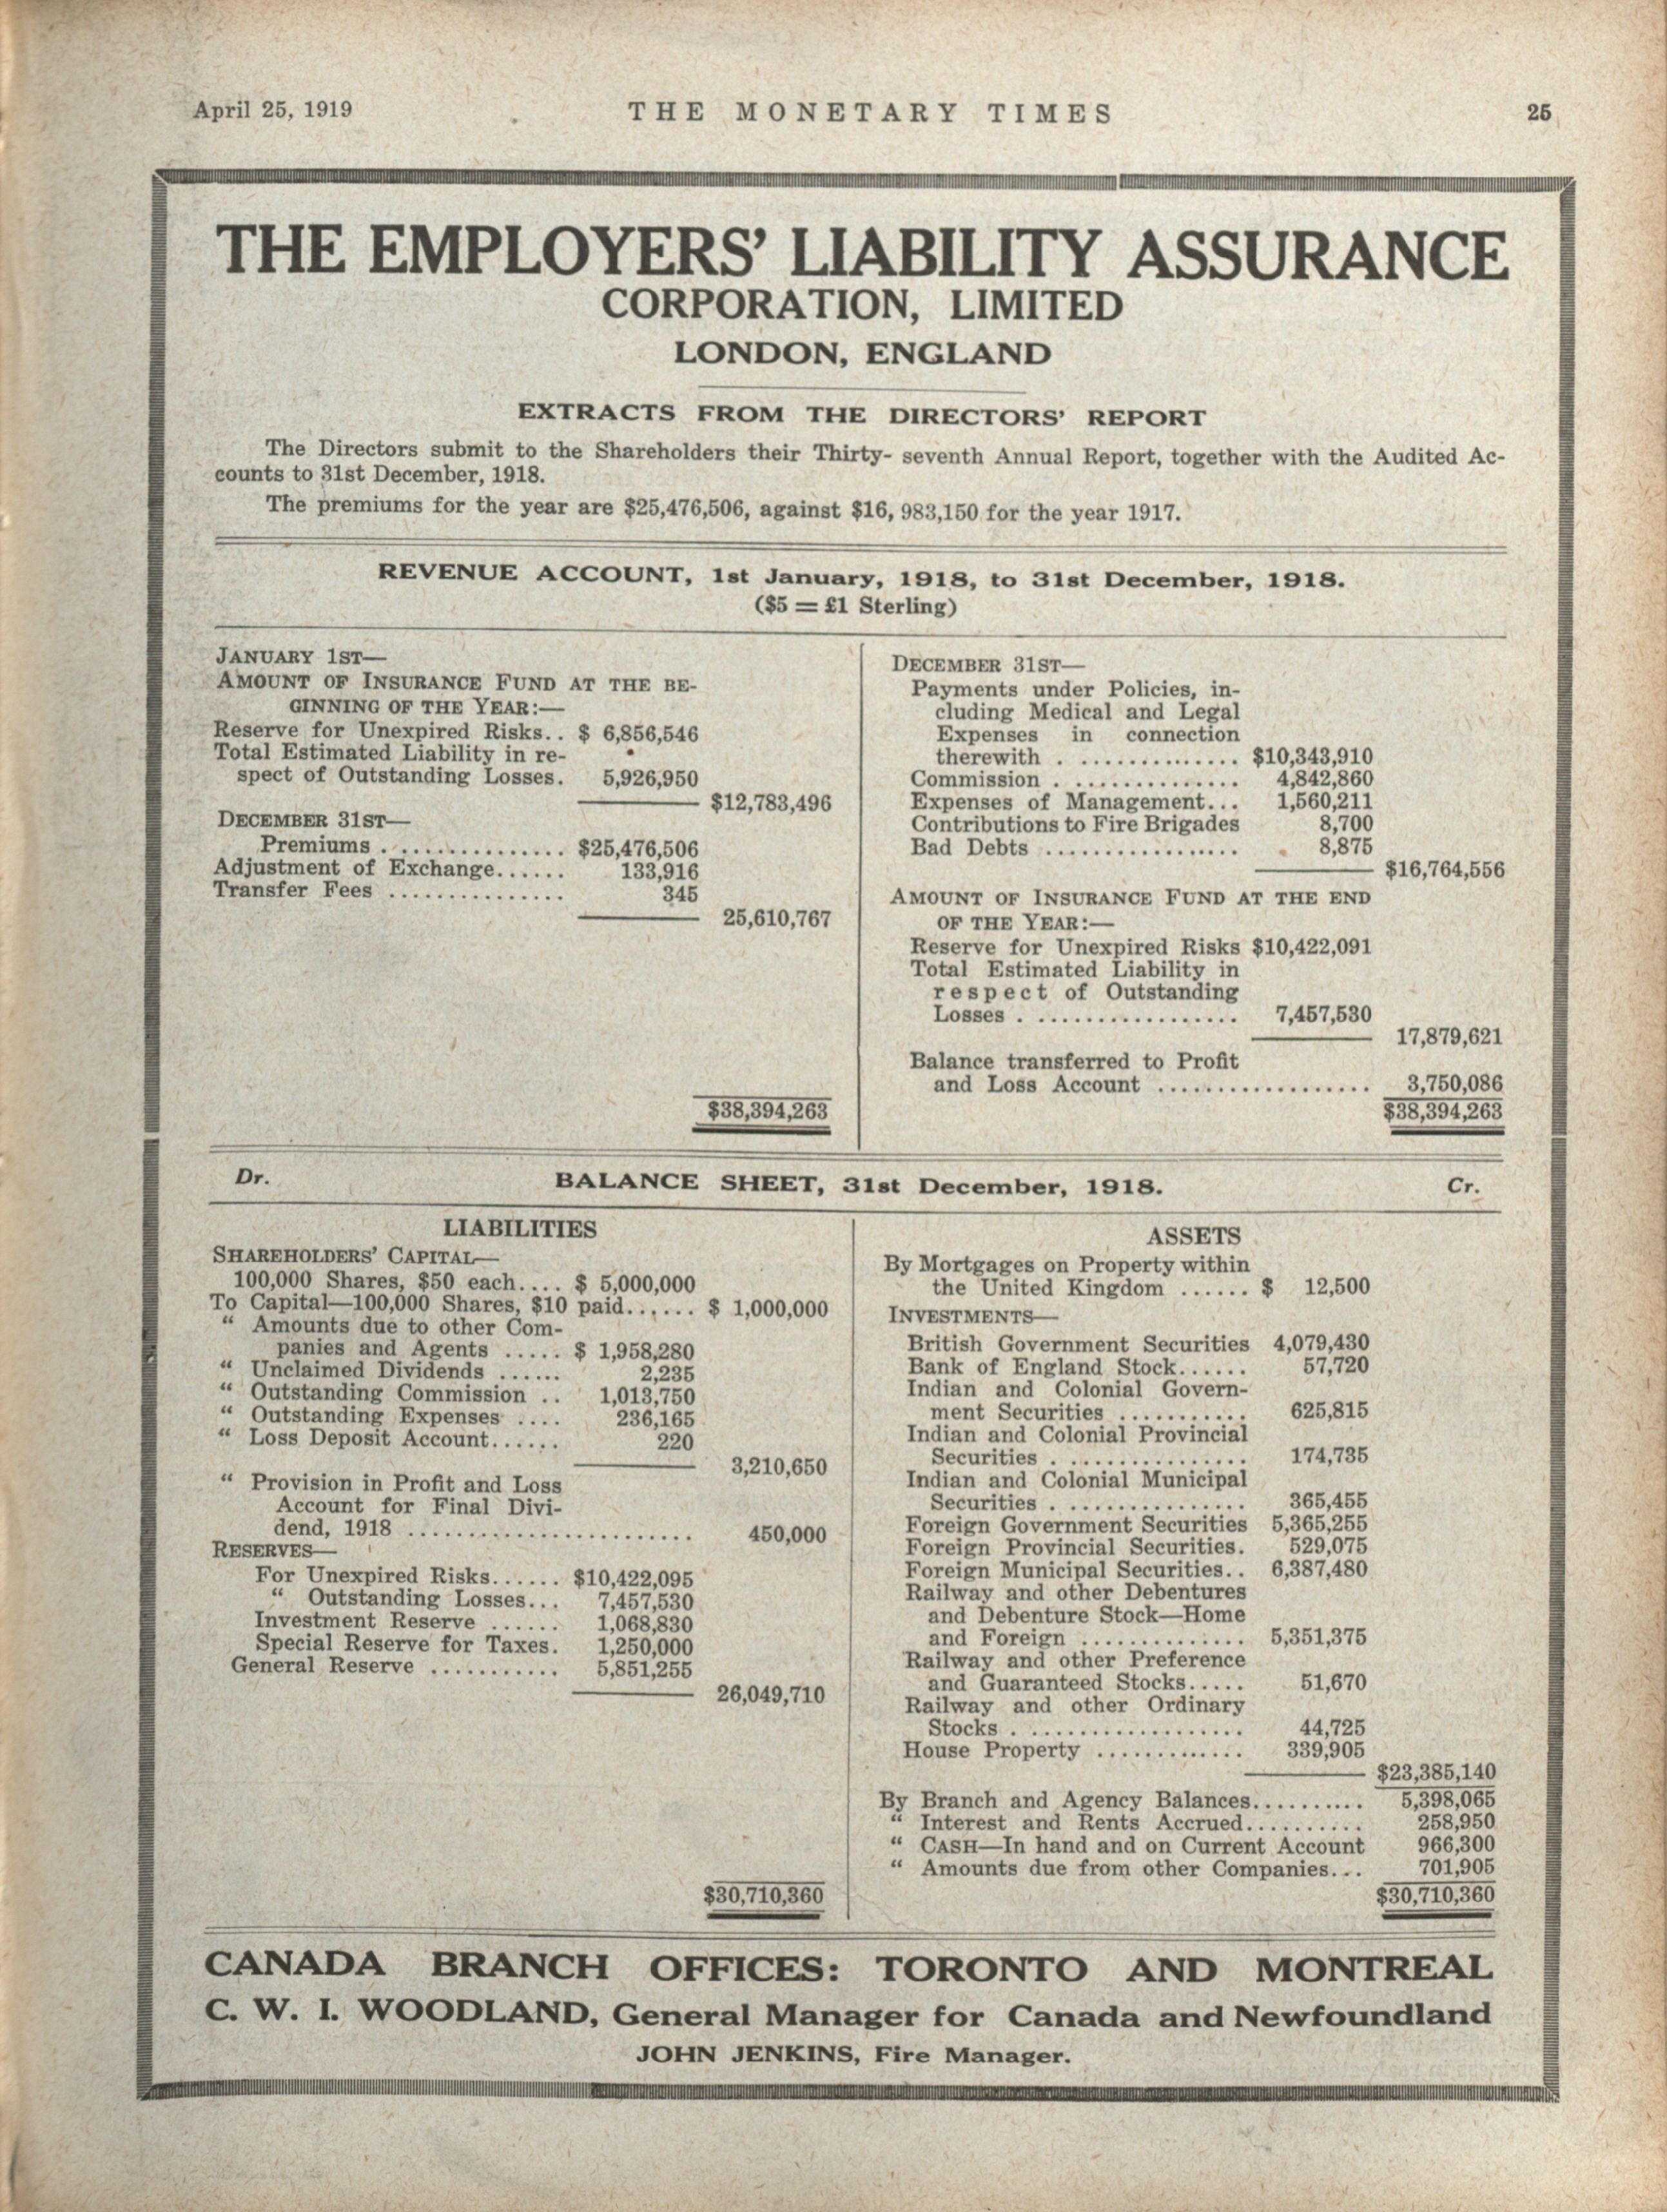 April 25, 1919
THE MONETARY TIMES
25
THE EMPLOYERS' LIABILITY ASSURANCE
CORPORATION, LIMITED
LONDON, ENGLAND
EXTRACTS FROM THE DIRECTORS' REPORT
The Directors submit to the Shareholders their Thirty- seventh Annual Report, together with the Audited Ac-
counts to 31st December, 1918.
The premiums for the year are $25,476,506, against $16, 983,150 for the year 1917.
REVENUE ACCOUNT, 1st January, 1918, to 31st December, 1918.
($5 = £1 Sterling)
JANUARY 1ST—
AMOUNT OF INSURANCE FUND AT THE BE-
GINNING OF THE YEAR:—
Reserve for Unexpired Risks.. $ 6,856,546
Total Estimated Liability in re-
spect of Outstanding Losses. 5,926,950
$12,783,496
DECEMBER 31ST—
Premiums . .............. $25,476,506
Adjustment of Exchange...... 133,916
Transfer Fees ............... 345
25,610,767
$38,394,263
DECEMBER 31ST—
Payments under Policies, in-
cluding Medical and Legal
Expenses in connection
therewith . .............. $10,343,910
Commission . .............. 4,842,860
Expenses of Management... 1,560,211
Contributions to Fire Brigades 8,700
Bad Debts ................. 8,875
$16,764,556
AMOUNT OF INSURANCE FUND AT THE END
OF THE YEAR:—
Reserve for Unexpired Risks $10,422,091
Total Estimated Liability in
respect of Outstanding
Losses . ................. 7,457,530
17,879,621
Balance transferred to Profit
and Loss Account .................. 3,750,086
$38,394,263
Dr.
BALANCE SHEET, 31st December, 1918.
Cr.
LIABILITIES
SHAREHOLDERS' CAPITAL—
100,000 Shares, $50 each.... $ 5,000,000
To Capital—100,000 Shares, $10 paid...... $ 1,000,000
" Amounts due to other Com-
panies and Agents ..... $ 1,958,280
" Unclaimed Dividends ...... 2,235
" Outstanding Commission .. 1,013,750
" Outstanding Expenses .... 236,165
" Loss Deposit Account...... 220
3,210,650
" Provision in Profit and Loss
Account for Final Divi-
dend, 1918 ........................ 450,000
RESERVES—
For Unexpired Risks...... $10,422,095
" Outstanding Losses... 7,457,530
Investment Reserve ...... 1,068,830
Special Reserve for Taxes. 1,250,000
General Reserve ........... 5,851,255
26,049,710
$30,710,360
ASSETS
By Mortgages on Property within
the United Kingdom ...... $ 12,500
INVESTMENTS—
British Government Securities 4,079,430
Bank of England Stock...... 57,720
Indian and Colonial Govern-
ment Securities ........... 625,815
Indian and Colonial Provincial
Securities . ............... 174,735
Indian and Colonial Municipal
Securities . ............... 365,455
Foreign Government Securities 5,365,255
Foreign Provincial Securities. 529,075
Foreign Municipal Securities.. 6,387,480
Railway and other Debentures
and Debenture Stock—Home
and Foreign .............. 5,351,375
Railway and other Preference
and Guaranteed Stocks..... 51,670
Railway and other Ordinary
Stocks . .................. 44,725
House Property ............. 339,905
$23,385,140
By Branch and Agency Balances.......... 5,398,065
" Interest and Rents Accrued.......... 258,950
" CASH—In hand and on Current Account 966,300
" Amounts due from other Companies... 701,905
$30,710,360
CANADA BRANCH OFFICES: TORONTO AND MONTREAL
C. W. I. WOODLAND, General Manager for Canada and Newfoundland
JOHN JENKINS, Fire Manager.